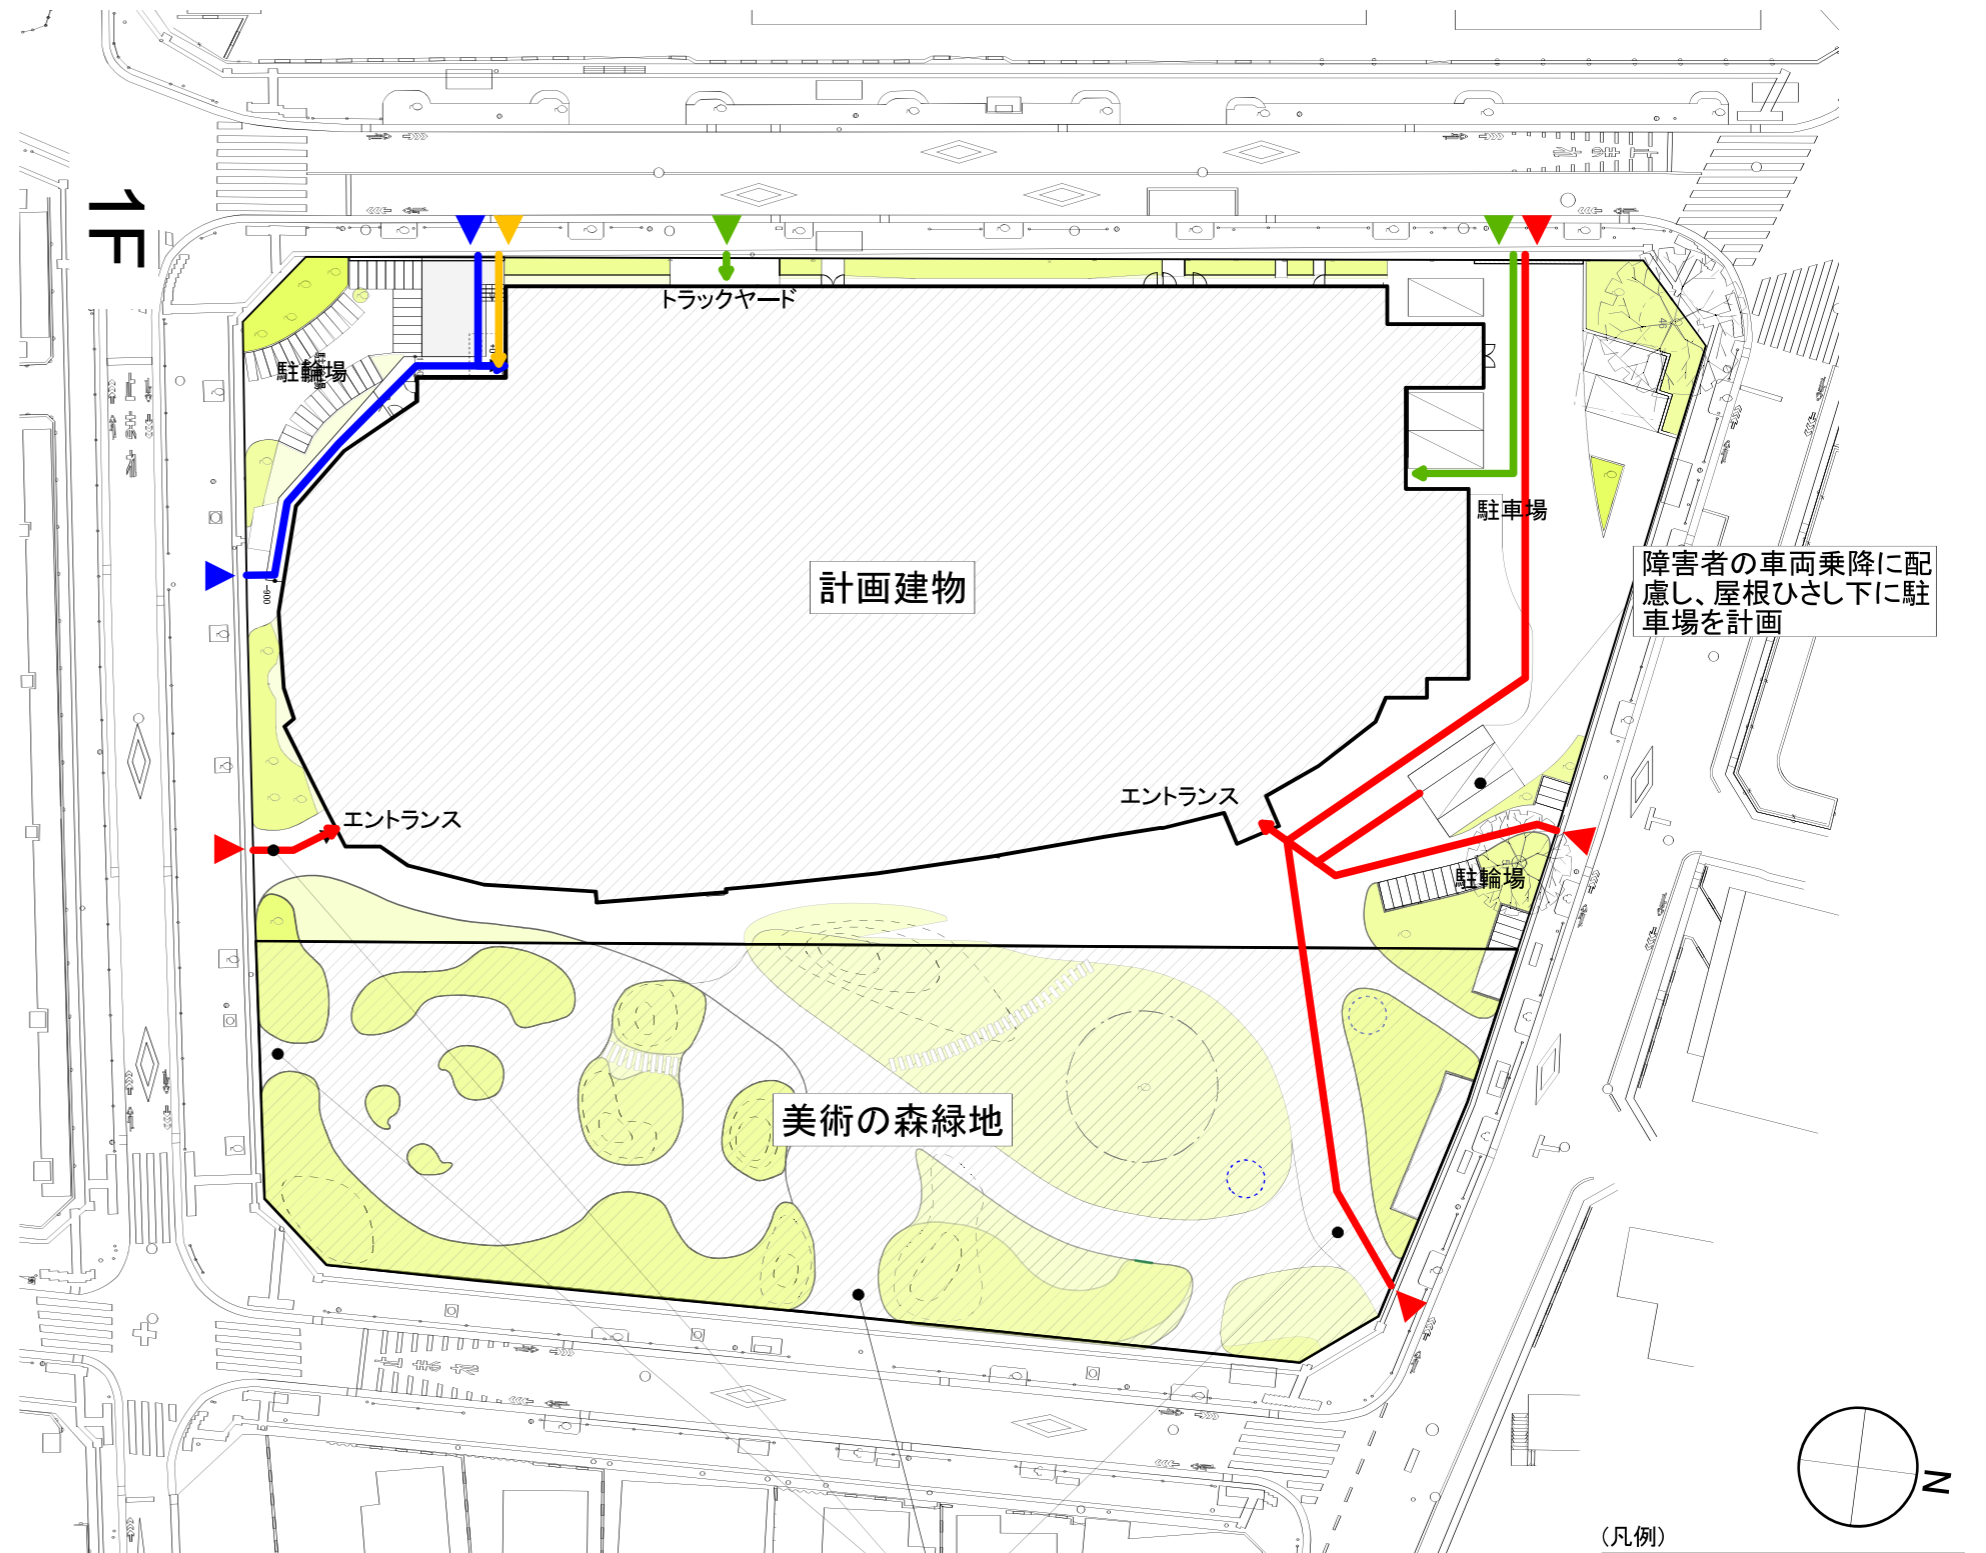 1F
トラックヤード
駐輪場
駐車場
計画建物
障害者の車両乗降に配
慮し、屋根ひさし下に駐
車場を計画
-900
エントランス
エントランス
駐輪場
美術の森緑地
N
(凡例)